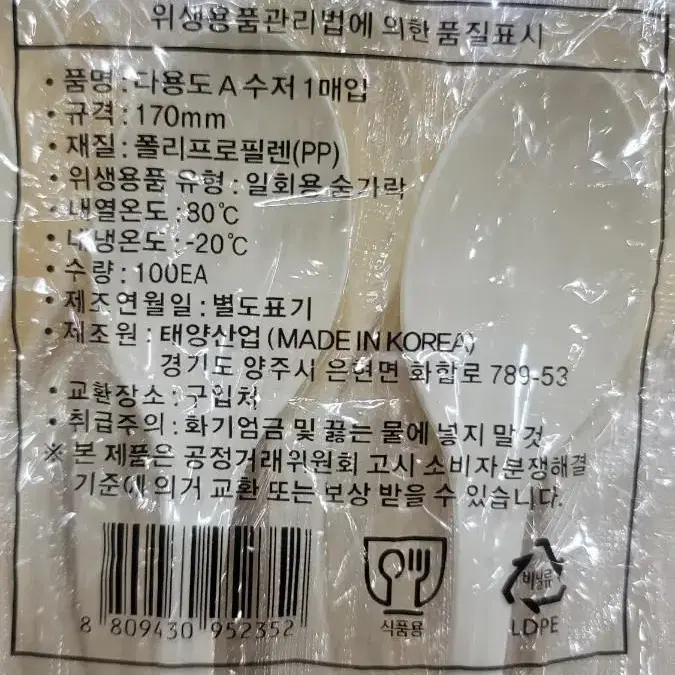 위생용품관리법에 의한 품질표시
• 품명 : 다용도 A 수저 1매입
• 규격 : 170mm
• 재질 : 폴리프로필렌(PP)
• 위생용품 유형 : 일회용 숟가락
• 내열온도 : 80℃
• 내냉온도 : -20℃
• 수량 : 100EA
• 제조연월일 : 별도표기
• 제조원 : 태양산업 (MADE IN KOREA)
경기도 양주시 은현면 화합로 789-53
• 교환장소 : 구입처
• 취급주의 : 화기엄금 및 끓는 물에 넣지 말 것
※ 본 제품은 공정거래위원회 고시 소비자 분쟁해결
기준에 의거 교환 또는 보상 받을 수 있습니다.
8 809430 952352
식품용
비닐류
LDPE